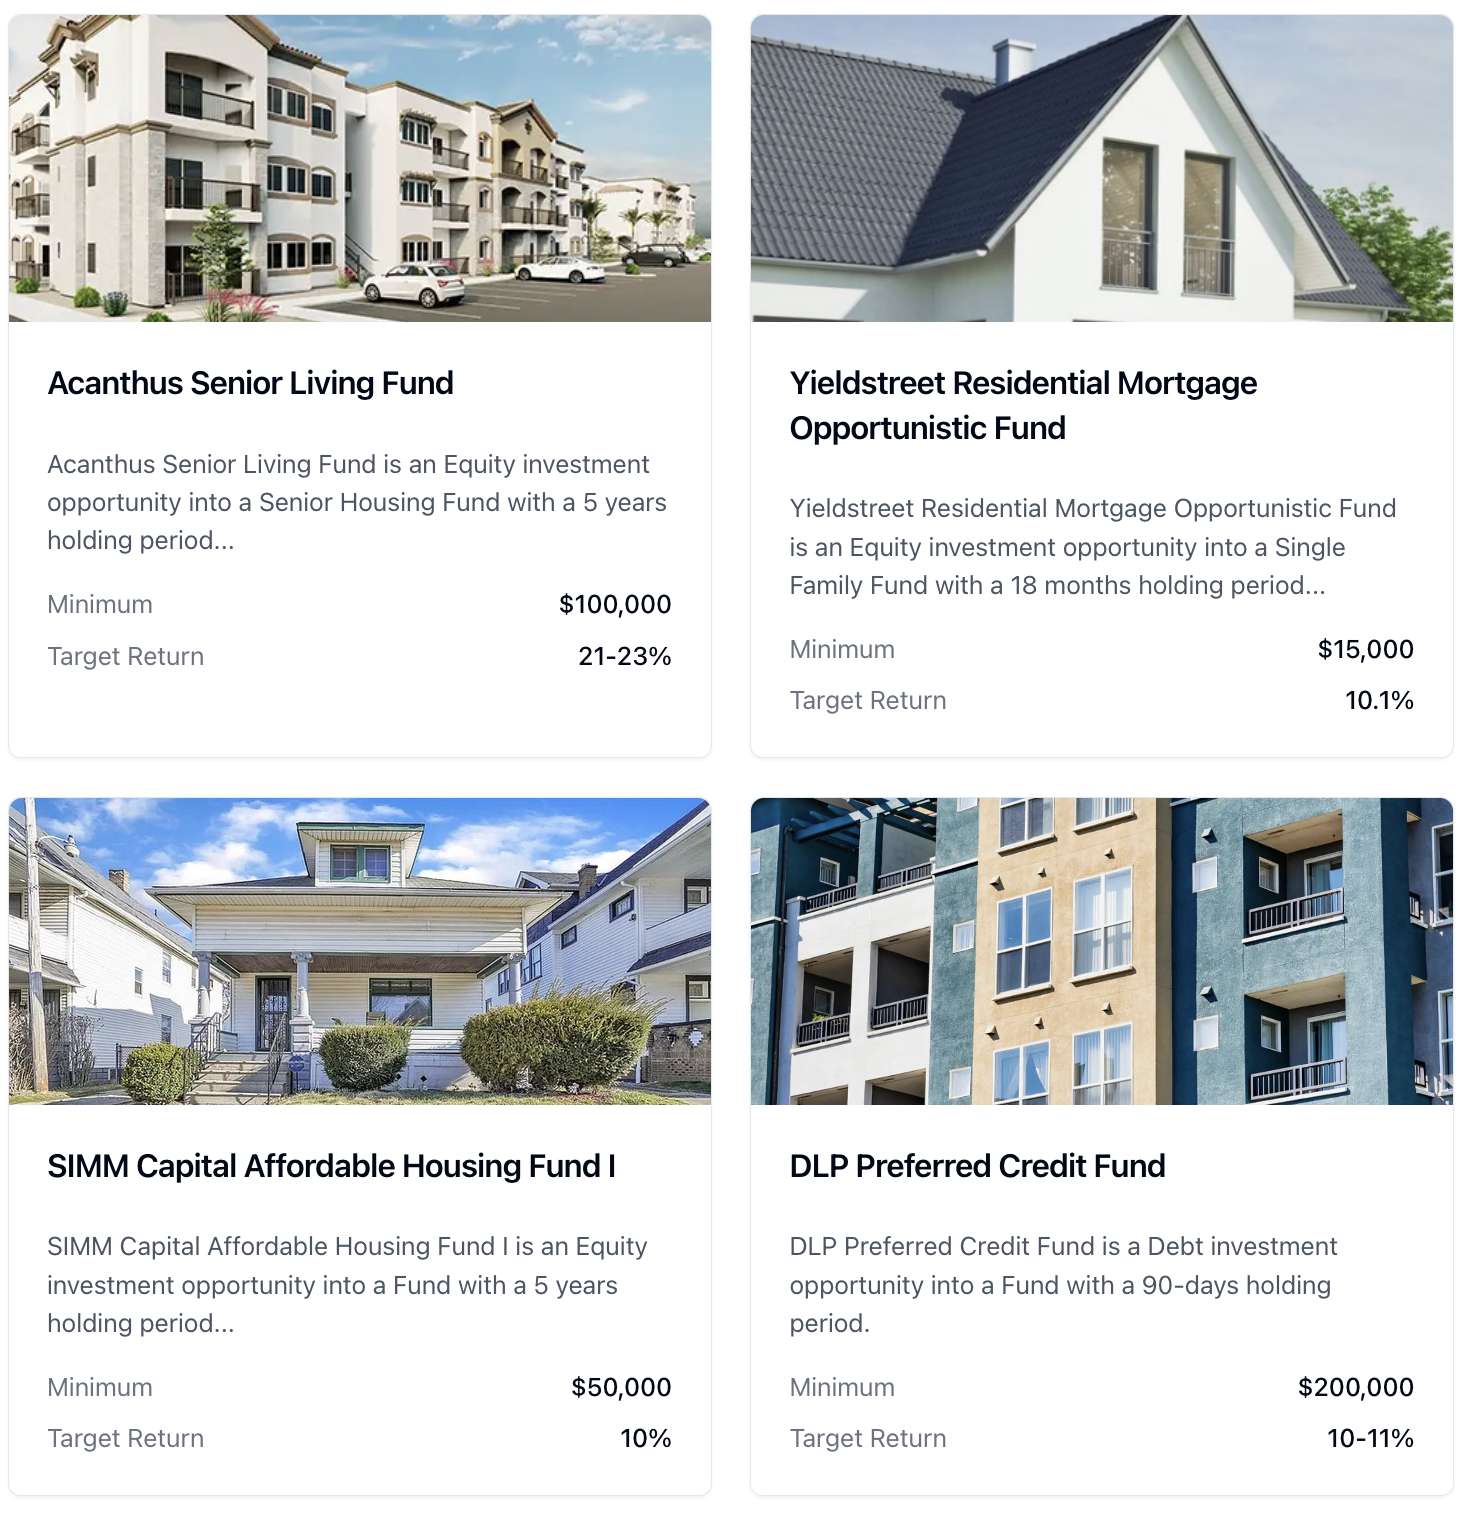 Acanthus Senior Living Fund
Acanthus Senior Living Fund is an Equity investment
opportunity into a Senior Housing Fund with a 5 years
holding period...
Minimum $100,000
Target Return 21-23%
Yieldstreet Residential Mortgage
Opportunistic Fund
Yieldstreet Residential Mortgage Opportunistic Fund
is an Equity investment opportunity into a Single
Family Fund with a 18 months holding period...
Minimum $15,000
Target Return 10.1%
SIMM Capital Affordable Housing Fund I
SIMM Capital Affordable Housing Fund I is an Equity
investment opportunity into a Fund with a 5 years
holding period...
Minimum $50,000
Target Return 10%
DLP Preferred Credit Fund
DLP Preferred Credit Fund is a Debt investment
opportunity into a Fund with a 90-days holding
period.
Minimum $200,000
Target Return 10-11%